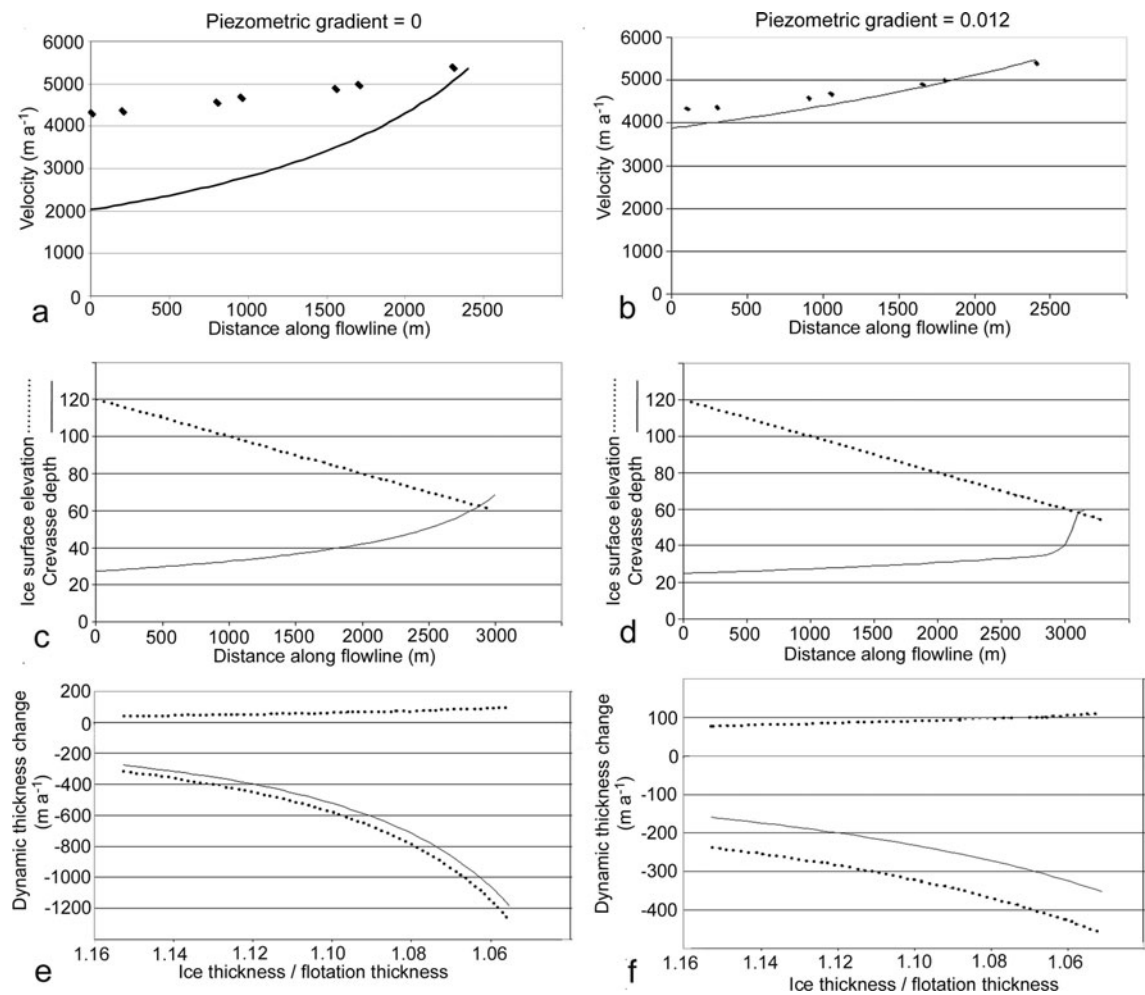 Piezometric gradient = 0
6000
5000
4000
3000
2000
1000
0
Velocity (m a⁻¹)
0 500 1000 1500 2000 2500
Distance along flowline (m)
a
Piezometric gradient = 0.012
6000
5000
4000
3000
2000
1000
0
Velocity (m a⁻¹)
0 500 1000 1500 2000 2500
Distance along flowline (m)
b
120
100
80
60
40
20
0
Ice surface elevation
Crevasse depth
0 500 1000 1500 2000 2500 3000
Distance along flowline (m)
c
120
100
80
60
40
20
0
Ice surface elevation
Crevasse depth
0 500 1000 1500 2000 2500 3000
Distance along flowline (m)
d
200
0
-200
-400
-600
-800
-1000
-1200
Dynamic thickness change
(m a⁻¹)
1.16 1.14 1.12 1.10 1.08 1.06
Ice thickness / flotation thickness
e
100
0
-100
-200
-300
-400
Dynamic thickness change
(m a⁻¹)
1.16 1.14 1.12 1.10 1.08 1.06
Ice thickness / flotation thickness
f